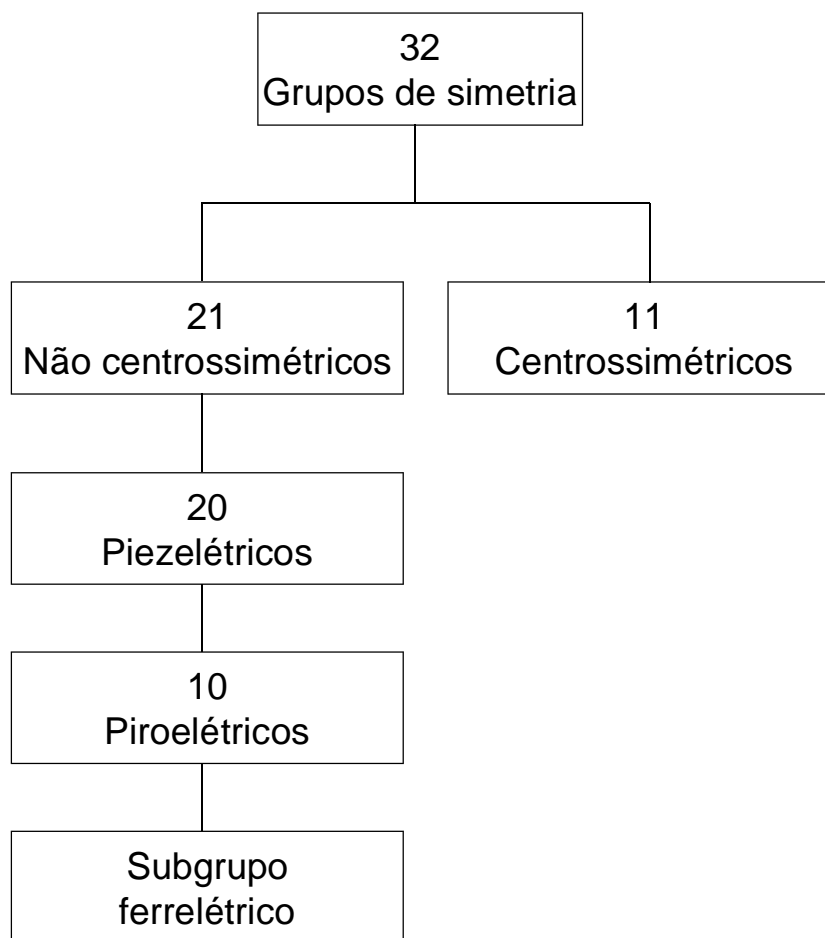 32
Grupos de simetria
21
Não centrossimétricos
11
Centrossimétricos
20
Piezelétricos
10
Piroelétricos
Subgrupo
ferrelétrico